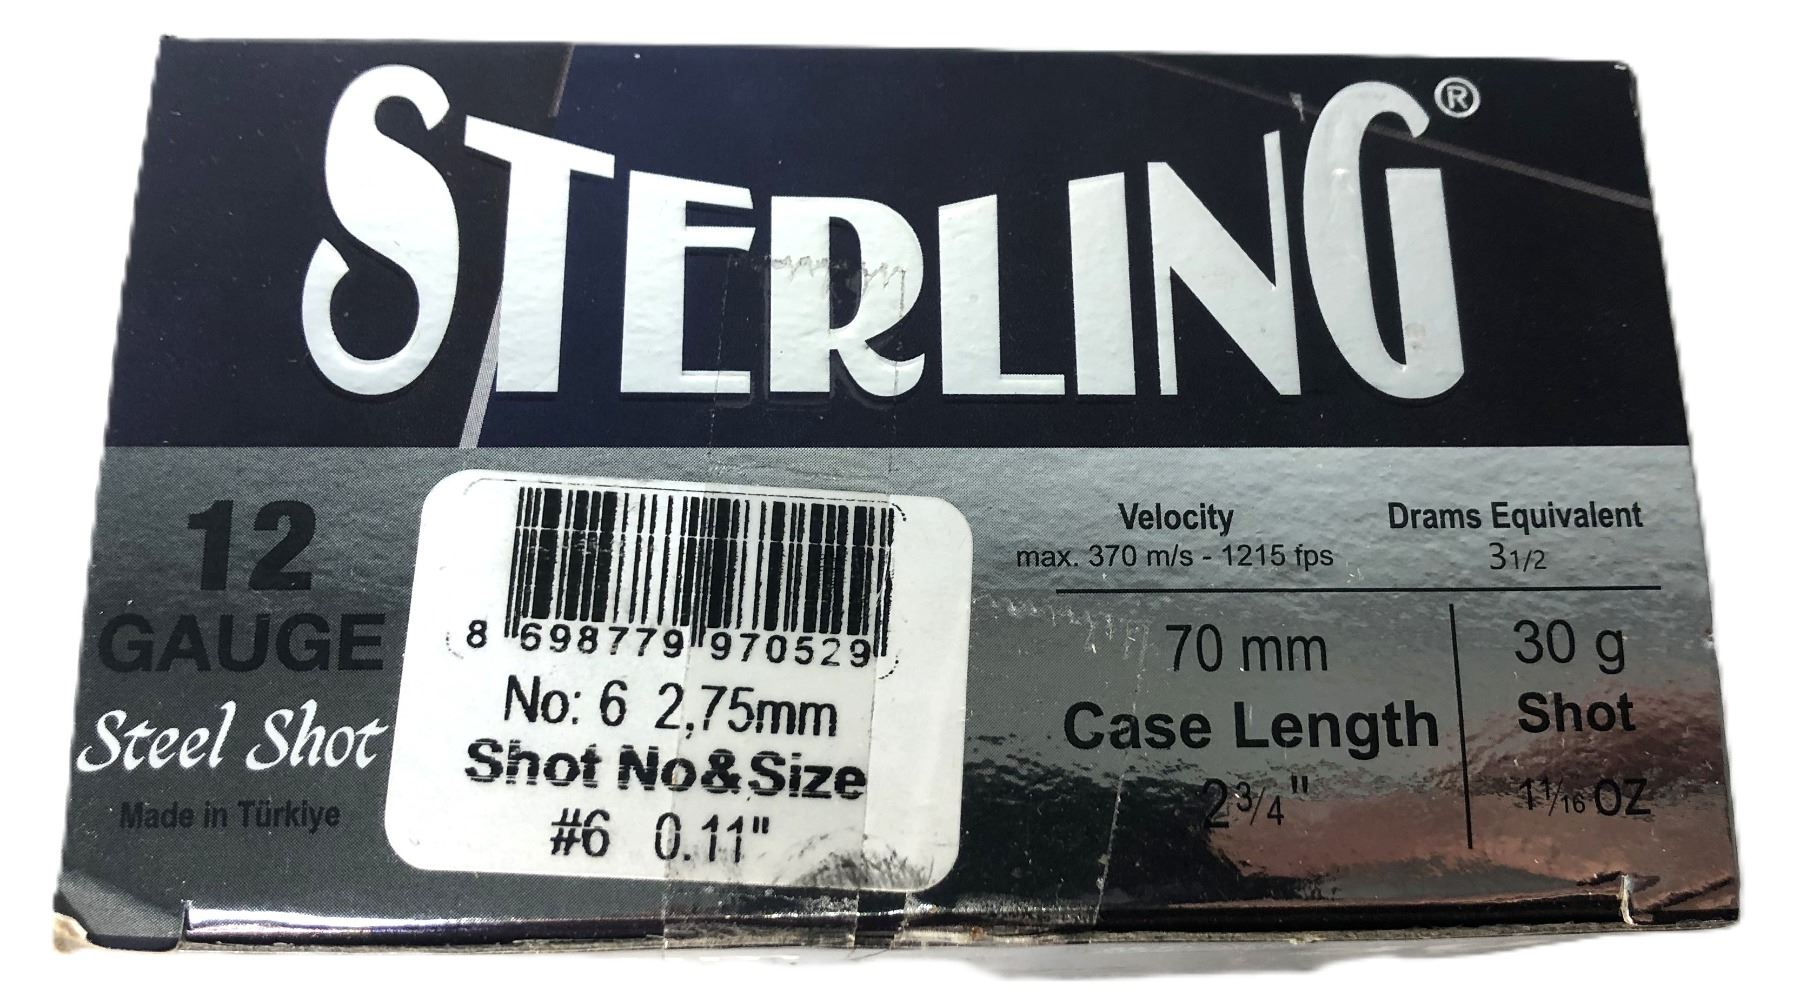 STERLING®
12
GAUGE
Steel Shot
Made in Türkiye
8 698779 970529
No: 6 2,75mm
Shot No&Size
#6 0.11"
Velocity
max. 370 m/s - 1215 fps
Drams Equivalent
3 1/2
70 mm
Case Length
2 3/4"
30 g
Shot
1 1/16 OZ